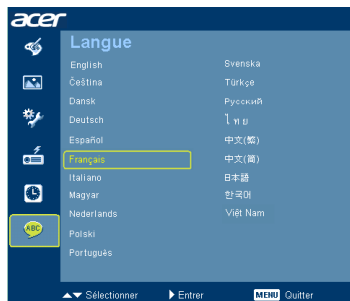 acer
Langue
English
Čeština
Dansk
Deutsch
Español
Français
Italiano
Magyar
Nederlands
Polski
Português
Svenska
Türkçe
Русский
ไทย
中文(繁)
中文(简)
日本語
한국어
Việt Nam
ABC
▲▼ Sélectionner ▶ Entrer MENU Quitter